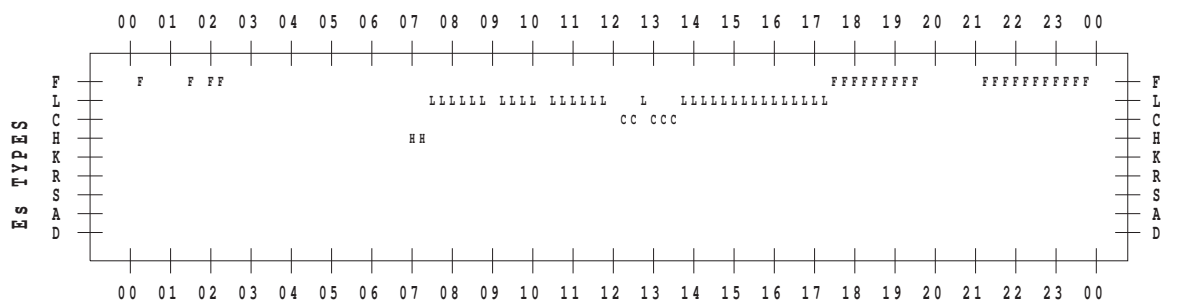 00 01 02 03 04 05 06 07 08 09 10 11 12 13 14 15 16 17 18 19 20 21 22 23 00
F F F FF FFFFFFFFF FFFFFFFFFFF F
L LLLLLL LLLL LLLLLL L LLLLLLLLLLLLLLL L
C CC CCC C
H HH H
K K
R R
S S
A A
D D
Es TYPES
00 01 02 03 04 05 06 07 08 09 10 11 12 13 14 15 16 17 18 19 20 21 22 23 00